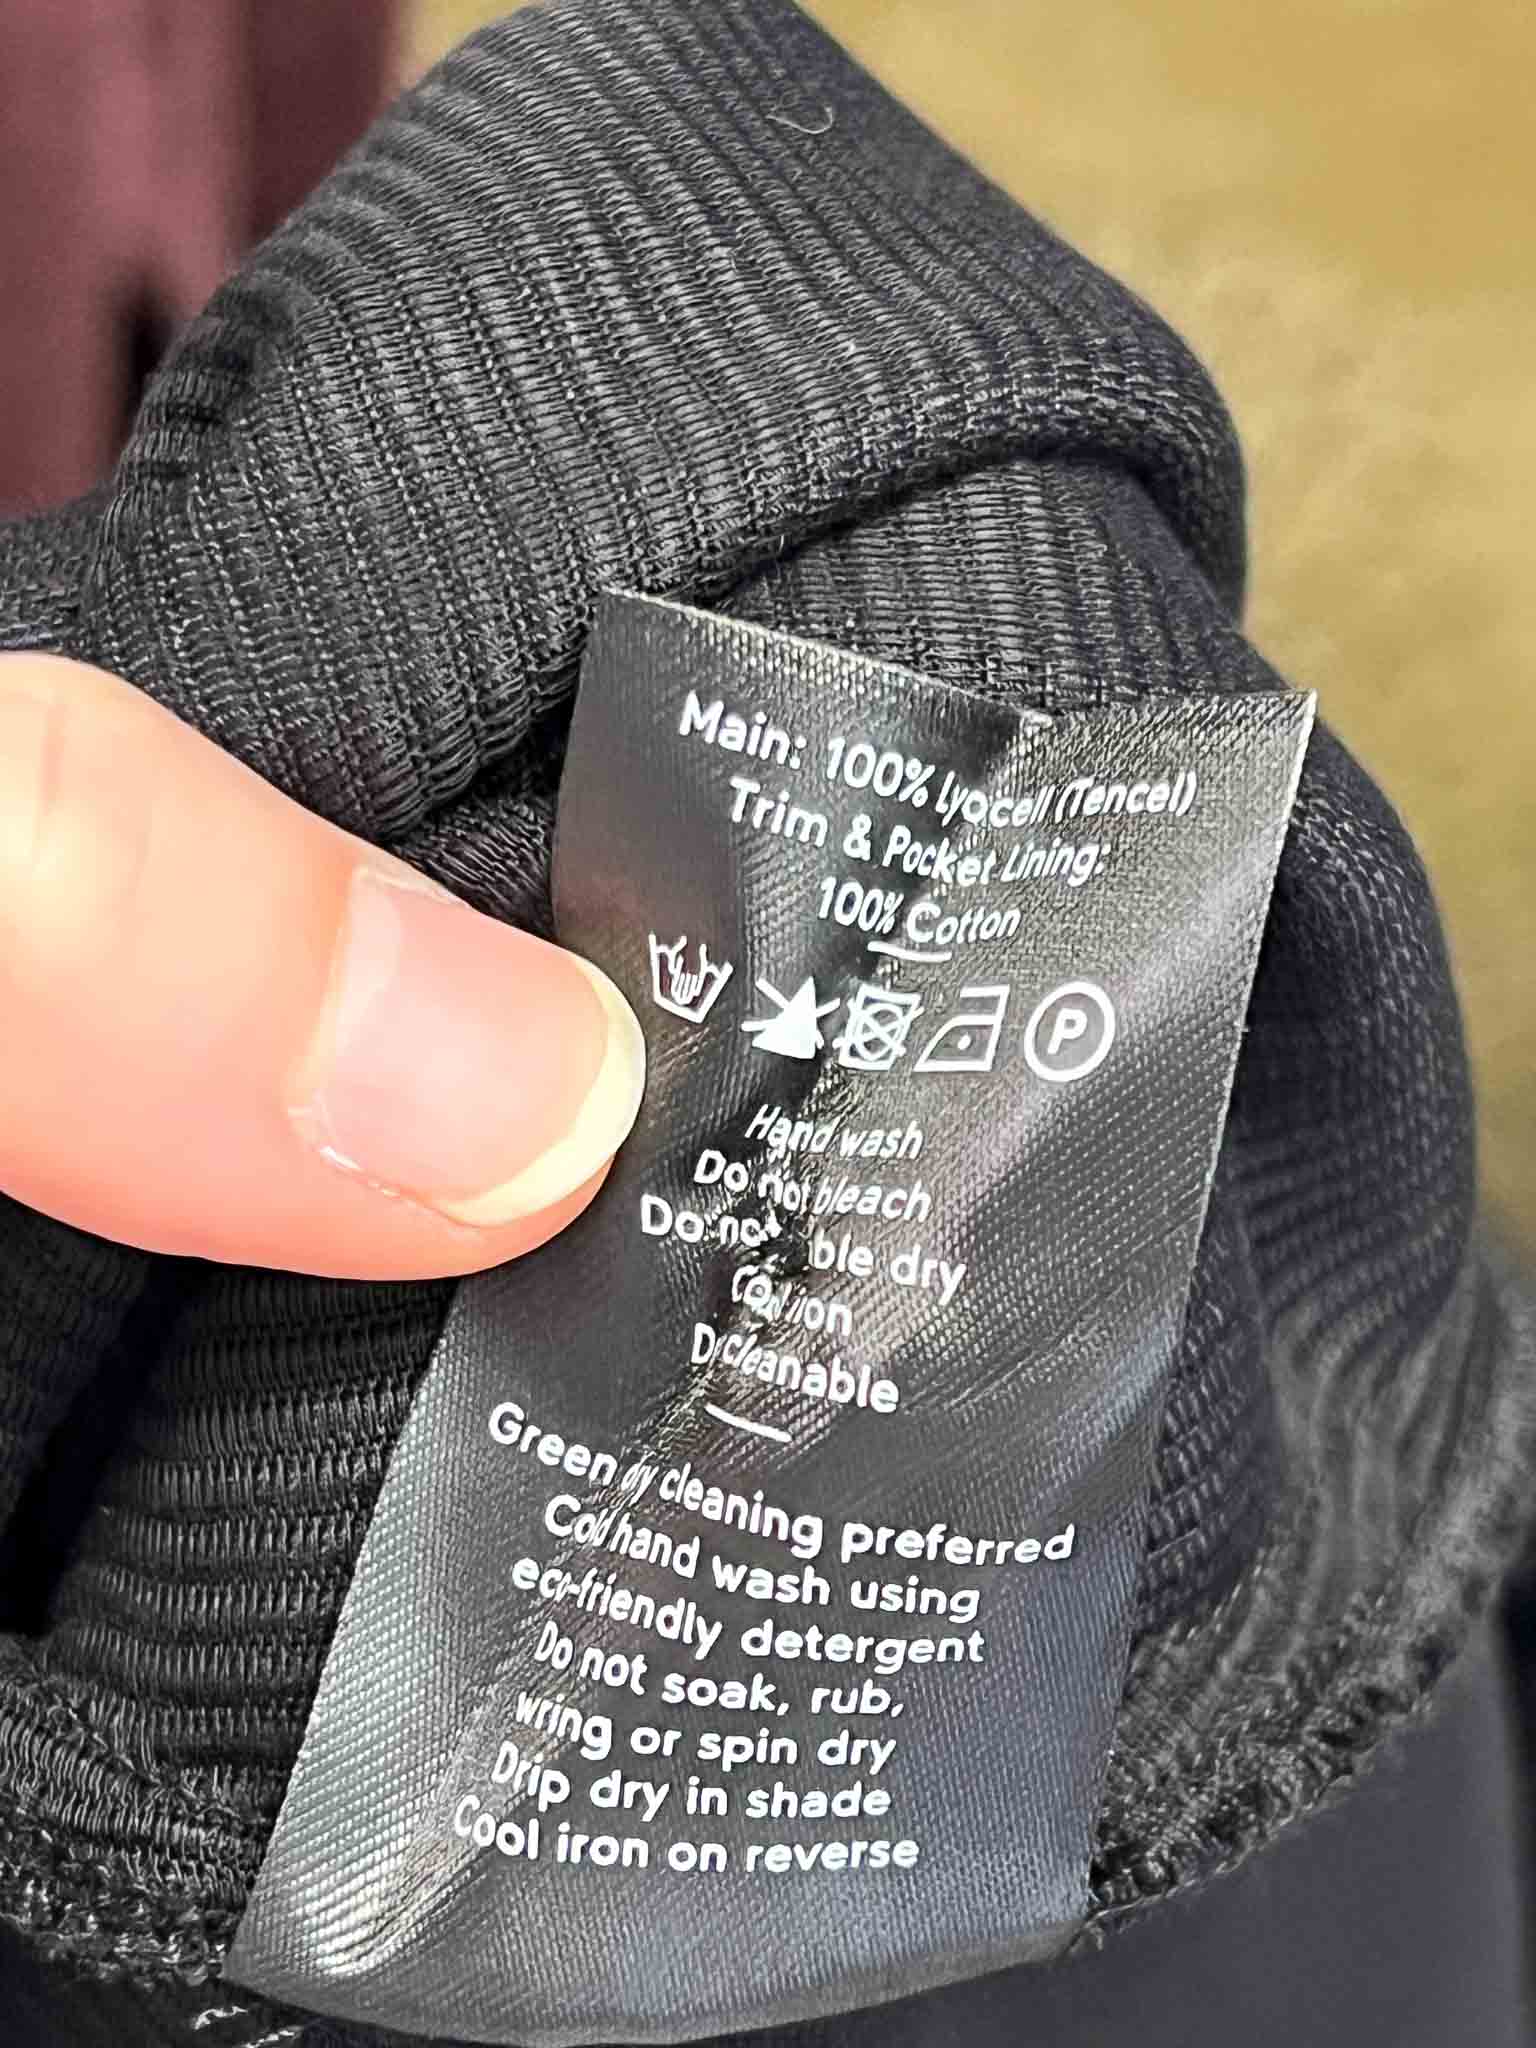 Main: 100% Lyocell (Tencel)
Trim & Pocket Lining:
100% Cotton
P
Hand wash
Do not bleach
Do not dry
Green dry cleaning preferred
Cold hand wash using
eco-friendly detergent
Do not soak, rub,
wring or spin dry
Drip dry in shade
Cool iron on reverse